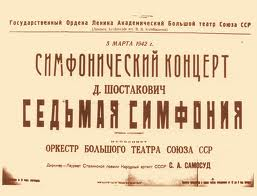 Государственный Ордена Ленина Академический Большой театр Союза ССР
5 МАРТА 1942 г.
СИМФОНИЧЕСКИЙ КОНЦЕРТ
Д. ШОСТАКОВИЧ
СЕДЬМАЯ СИМФОНИЯ
ИСПОЛНЯЕТ
ОРКЕСТР БОЛЬШОГО ТЕАТРА СОЮЗА ССР
Дирижер—Лауреат Сталинской премии Народный артист СССР С. А. САМОСУД